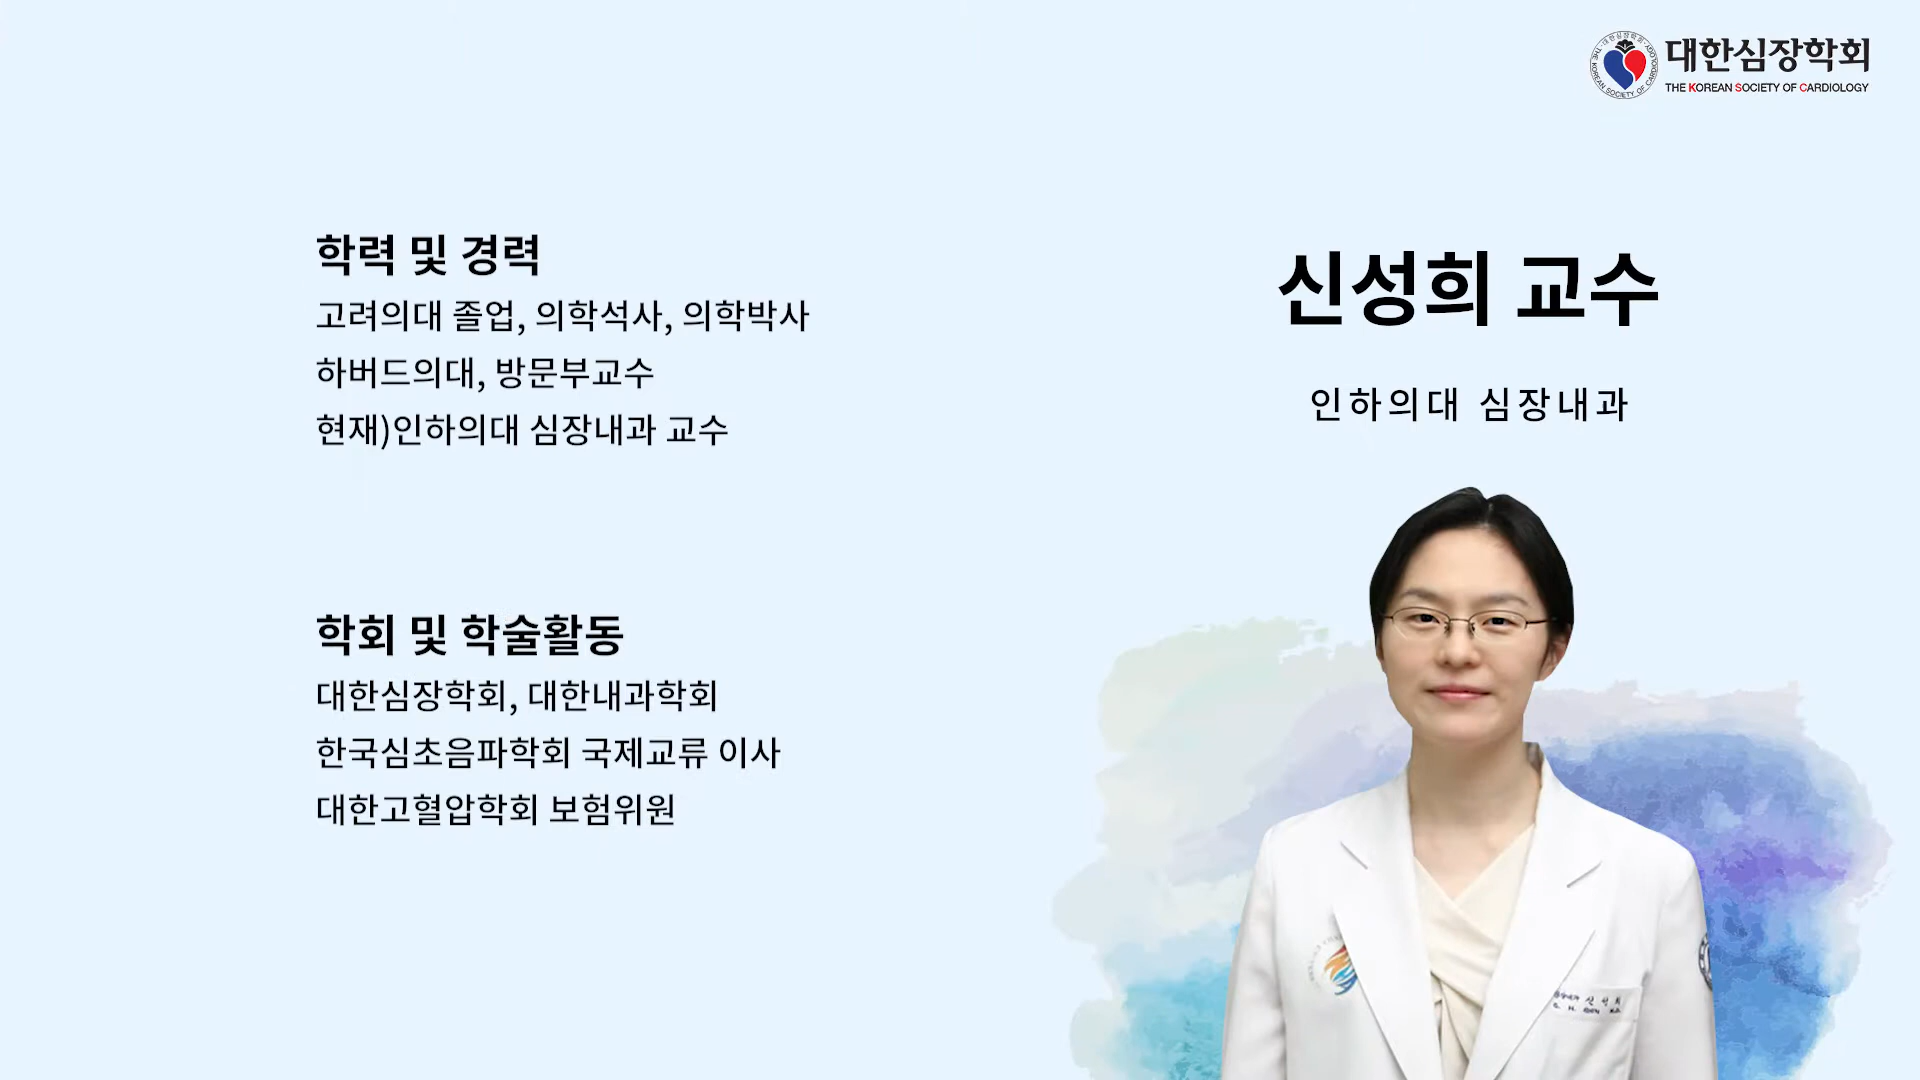 대한심장학회
THE KOREAN SOCIETY OF CARDIOLOGY
학력 및 경력
고려의대 졸업, 의학석사, 의학박사
하버드의대, 방문부교수
현재)인하의대 심장내과 교수
학회 및 학술활동
대한심장학회, 대한내과학회
한국심초음파학회 국제교류 이사
대한고혈압학회 보험위원
신성희 교수
인하의대 심장내과
신성희